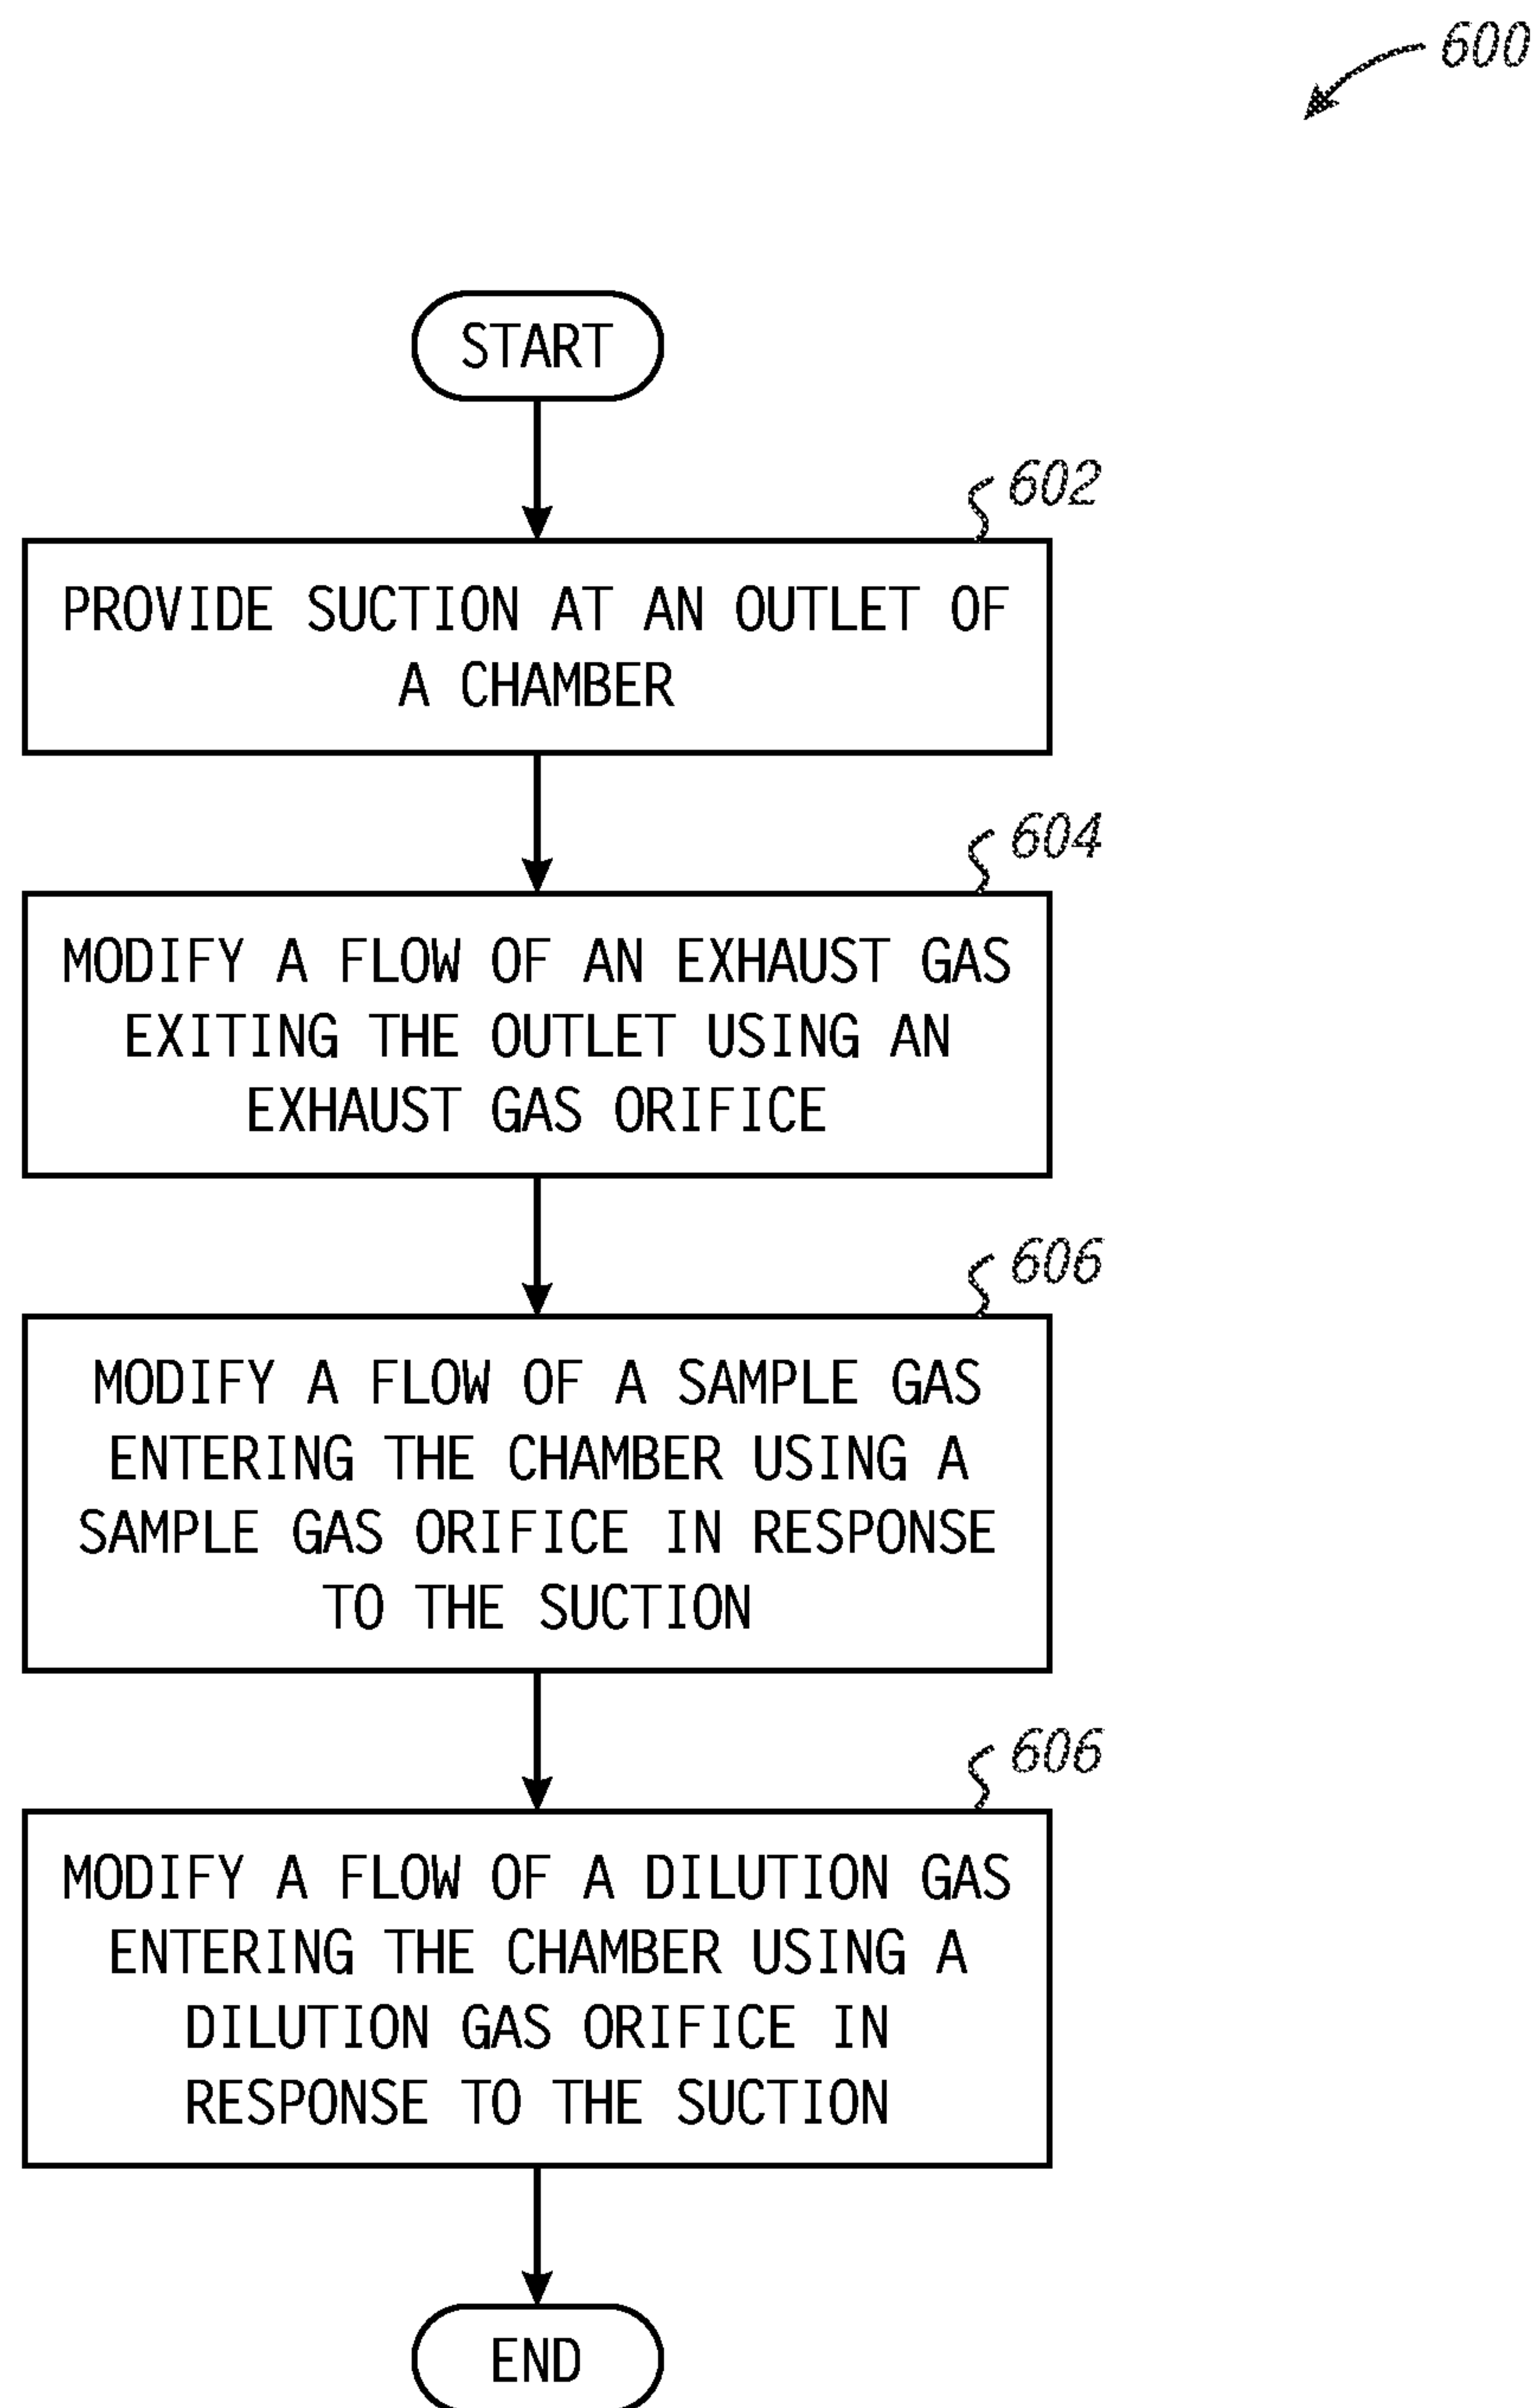 600
START
602
PROVIDE SUCTION AT AN OUTLET OF
A CHAMBER
604
MODIFY A FLOW OF AN EXHAUST GAS
EXITING THE OUTLET USING AN
EXHAUST GAS ORIFICE
606
MODIFY A FLOW OF A SAMPLE GAS
ENTERING THE CHAMBER USING A
SAMPLE GAS ORIFICE IN RESPONSE
TO THE SUCTION
606
MODIFY A FLOW OF A DILUTION GAS
ENTERING THE CHAMBER USING A
DILUTION GAS ORIFICE IN
RESPONSE TO THE SUCTION
END